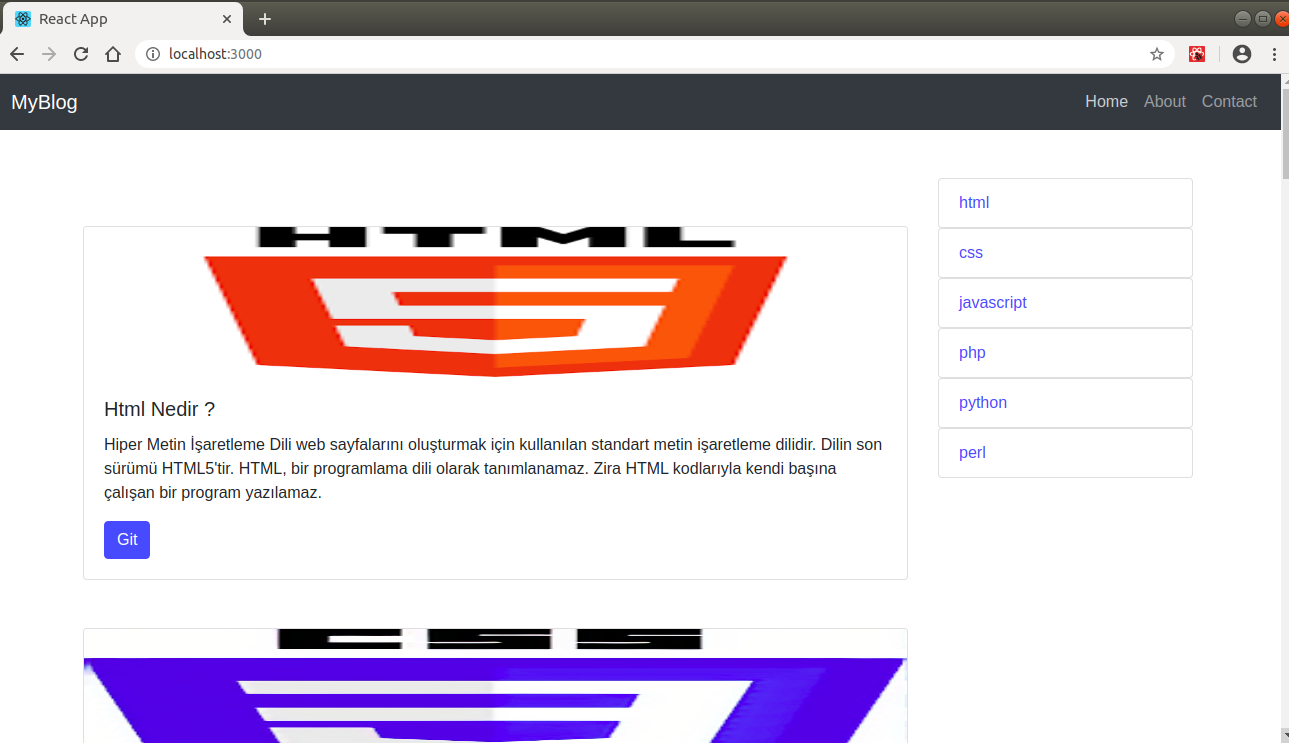 React App
localhost:3000
MyBlog
Home About Contact
HTML
Html Nedir ?
Hiper Metin İşaretleme Dili web sayfalarını oluşturmak için kullanılan standart metin işaretleme dilidir. Dilin son
sürümü HTML5'tir. HTML, bir programlama dili olarak tanımlanamaz. Zira HTML kodlarıyla kendi başına
çalışan bir program yazılamaz.
Git
html
css
javascript
php
python
perl
CSS